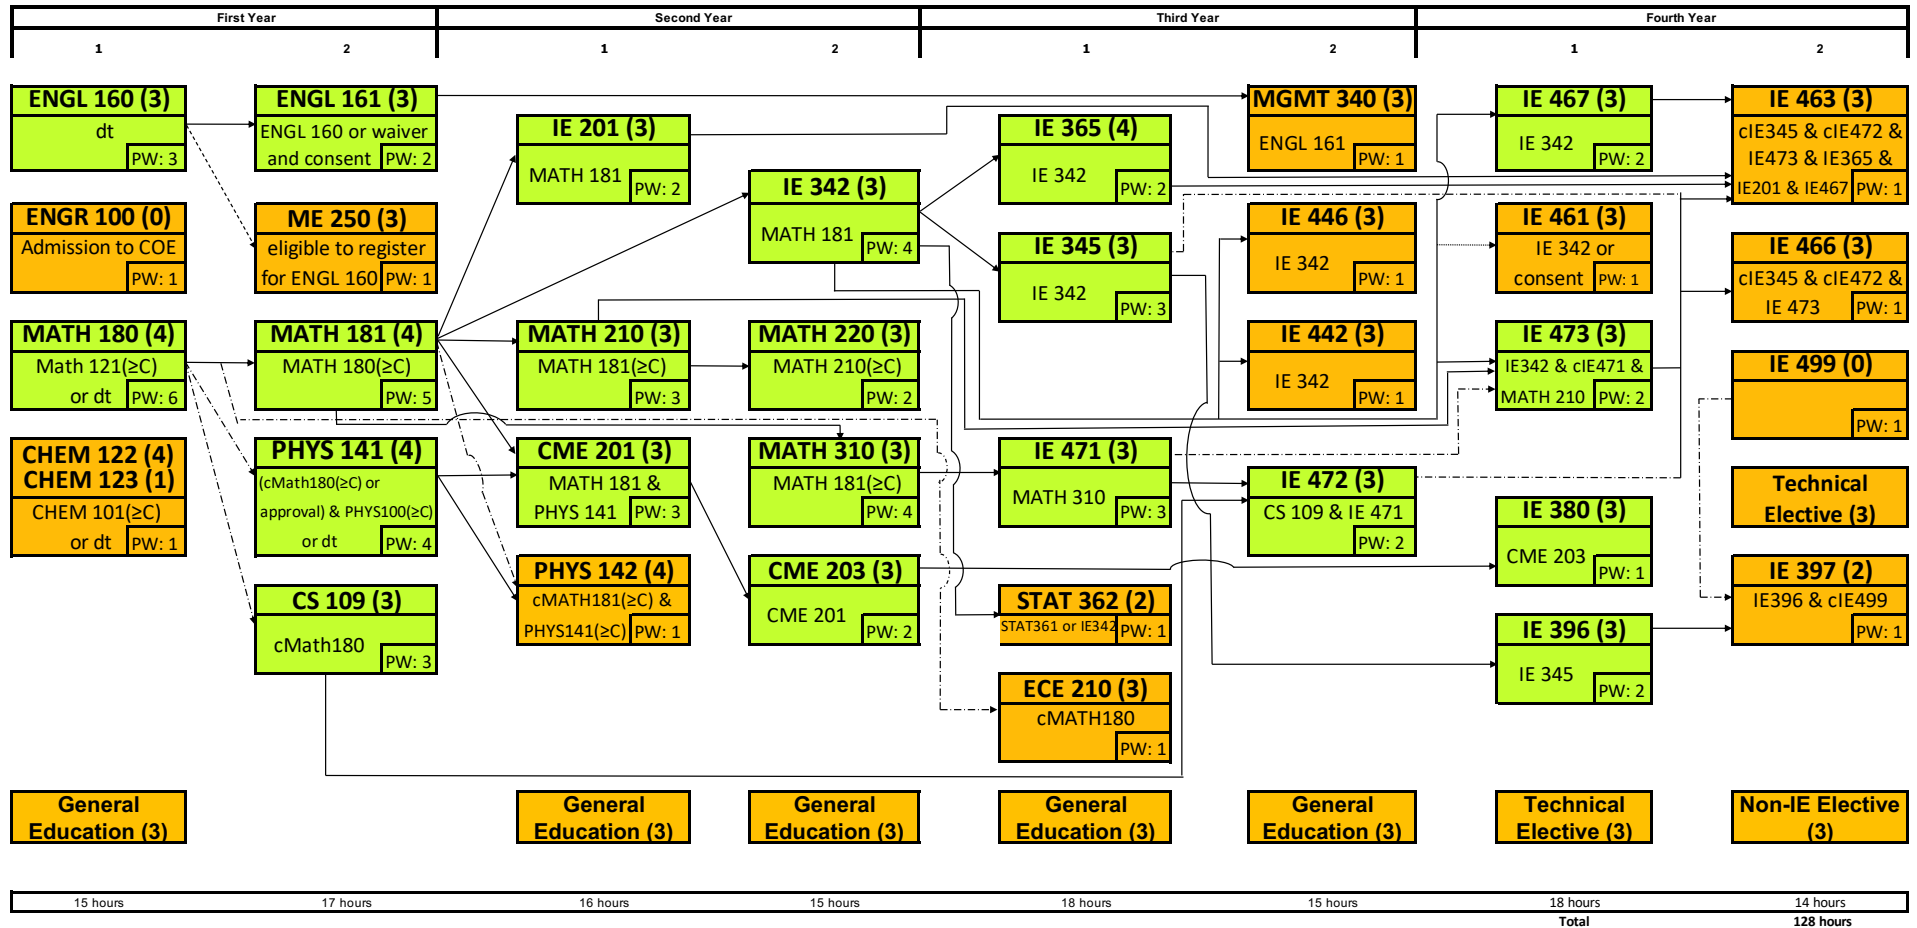 First Year
Second Year
Third Year
Fourth Year
1
2
1
2
1
2
1
2
ENGL 160 (3)
dt
PW: 3
ENGR 100 (0)
Admission to COE
PW: 1
MATH 180 (4)
Math 121(≥C)
or dt
PW: 6
CHEM 122 (4)
CHEM 123 (1)
CHEM 101(≥C)
or dt
PW: 1
General
Education (3)
ENGL 161 (3)
ENGL 160 or waiver
and consent
PW: 2
ME 250 (3)
eligible to register
for ENGL 160
PW: 1
MATH 181 (4)
MATH 180(≥C)
PW: 5
PHYS 141 (4)
(cMath180(≥C) or
approval) & PHYS100(≥C)
or dt
PW: 4
CS 109 (3)
cMath180
PW: 3
IE 201 (3)
MATH 181
PW: 2
MATH 210 (3)
MATH 181(≥C)
PW: 3
CME 201 (3)
MATH 181 &
PHYS 141
PW: 3
PHYS 142 (4)
cMATH181(≥C) &
PHYS141(≥C)
PW: 1
General
Education (3)
IE 342 (3)
MATH 181
PW: 4
MATH 220 (3)
MATH 210(≥C)
PW: 2
MATH 310 (3)
MATH 181(≥C)
PW: 4
CME 203 (3)
CME 201
PW: 2
General
Education (3)
IE 365 (4)
IE 342
PW: 2
IE 345 (3)
IE 342
PW: 3
IE 471 (3)
MATH 310
PW: 3
STAT 362 (2)
STAT361 or IE342
PW: 1
ECE 210 (3)
cMATH180
PW: 1
General
Education (3)
MGMT 340 (3)
ENGL 161
PW: 1
IE 446 (3)
IE 342
PW: 1
IE 442 (3)
IE 342
PW: 1
IE 472 (3)
CS 109 & IE 471
PW: 2
General
Education (3)
IE 467 (3)
IE 342
PW: 2
IE 461 (3)
IE 342 or
consent
PW: 1
IE 473 (3)
IE342 & cIE471 &
MATH 210
PW: 2
IE 380 (3)
CME 203
PW: 1
IE 396 (3)
IE 345
PW: 2
Technical
Elective (3)
IE 463 (3)
cIE345 & cIE472 &
IE473 & IE365 &
IE201 & IE467
PW: 1
IE 466 (3)
cIE345 & cIE472 &
IE 473
PW: 1
IE 499 (0)
PW: 1
Technical
Elective (3)
IE 397 (2)
IE396 & cIE499
PW: 1
Non-IE Elective
(3)
15 hours
17 hours
16 hours
15 hours
18 hours
15 hours
18 hours
14 hours
Total
128 hours